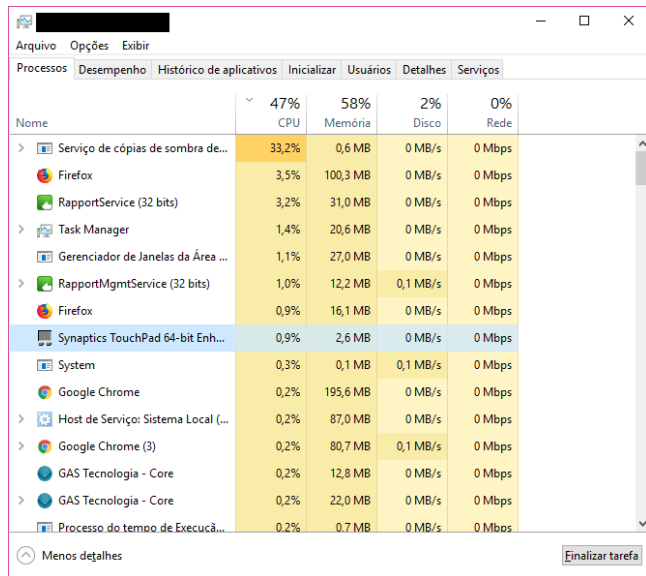 Arquivo Opções Exibir
Processos Desempenho Histórico de aplicativos Inicializar Usuários Detalhes Serviços
47% 58% 2% 0%
Nome CPU Memória Disco Rede
Serviço de cópias de sombra de... 33,2% 0,6 MB 0 MB/s 0 Mbps
Firefox 3,5% 100,3 MB 0 MB/s 0 Mbps
RapportService (32 bits) 3,2% 31,0 MB 0 MB/s 0 Mbps
Task Manager 1,4% 20,6 MB 0 MB/s 0 Mbps
Gerenciador de Janelas da Área ... 1,1% 27,0 MB 0 MB/s 0 Mbps
RapportMgmtService (32 bits) 1,0% 12,2 MB 0,1 MB/s 0 Mbps
Firefox 0,9% 16,1 MB 0 MB/s 0 Mbps
Synaptics TouchPad 64-bit Enh... 0,9% 2,6 MB 0 MB/s 0 Mbps
System 0,3% 0,1 MB 0,1 MB/s 0 Mbps
Google Chrome 0,2% 195,6 MB 0 MB/s 0 Mbps
Host de Serviço: Sistema Local (... 0,2% 87,0 MB 0 MB/s 0 Mbps
Google Chrome (3) 0,2% 80,7 MB 0,1 MB/s 0 Mbps
GAS Tecnologia - Core 0,2% 12,8 MB 0 MB/s 0 Mbps
GAS Tecnologia - Core 0,2% 22,0 MB 0 MB/s 0 Mbps
Processo do tempo de Execuçã... 0,2% 0,7 MB 0 MB/s 0 Mbps
Menos detalhes Finalizar tarefa